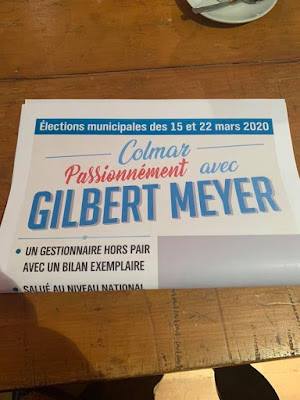 Élections municipales des 15 et 22 mars 2020
Colmar
Passionnément avec
GILBERT MEYER
• UN GESTIONNAIRE HORS PAIR
AVEC UN BILAN EXEMPLAIRE
• SALUÉ AU NIVEAU NATIONAL